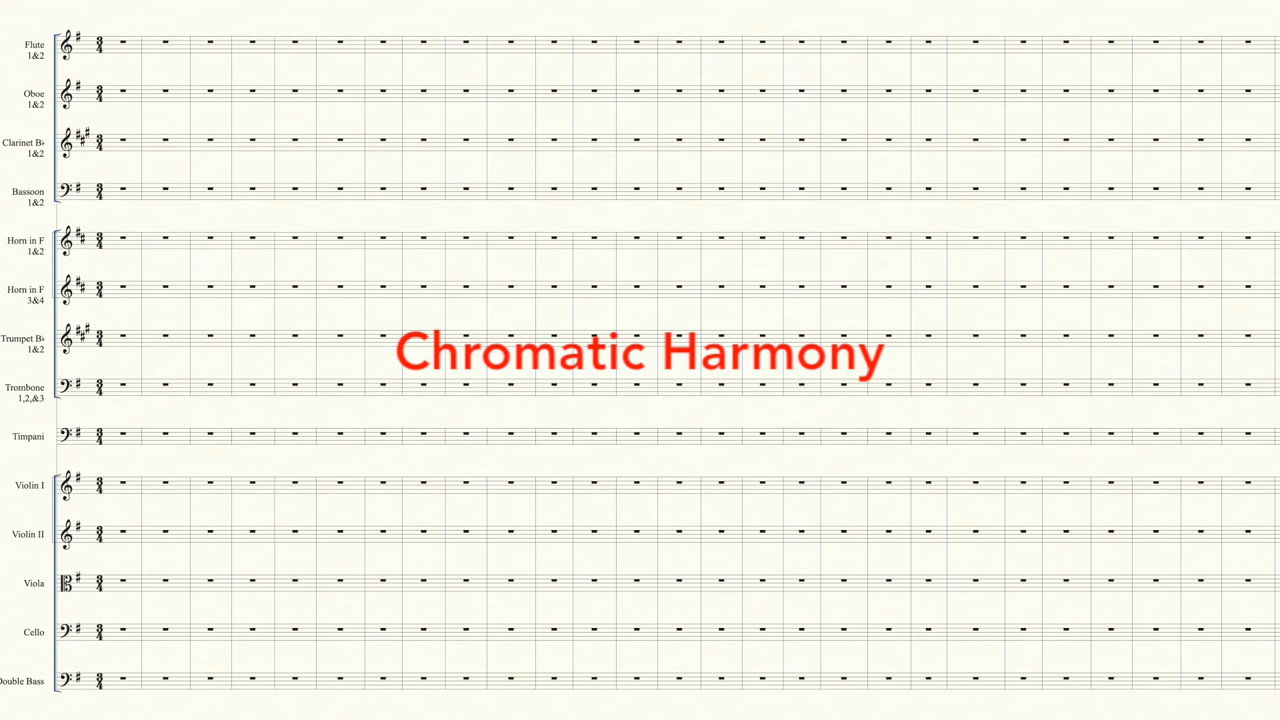 Flute
1&2
Oboe
1&2
Clarinet B♭
1&2
Bassoon
1&2
Horn in F
1&2
Horn in F
3&4
Trumpet B♭
1&2
Chromatic Harmony
Trombone
1,2,&3
Timpani
Violin I
Violin II
Viola
Cello
Double Bass